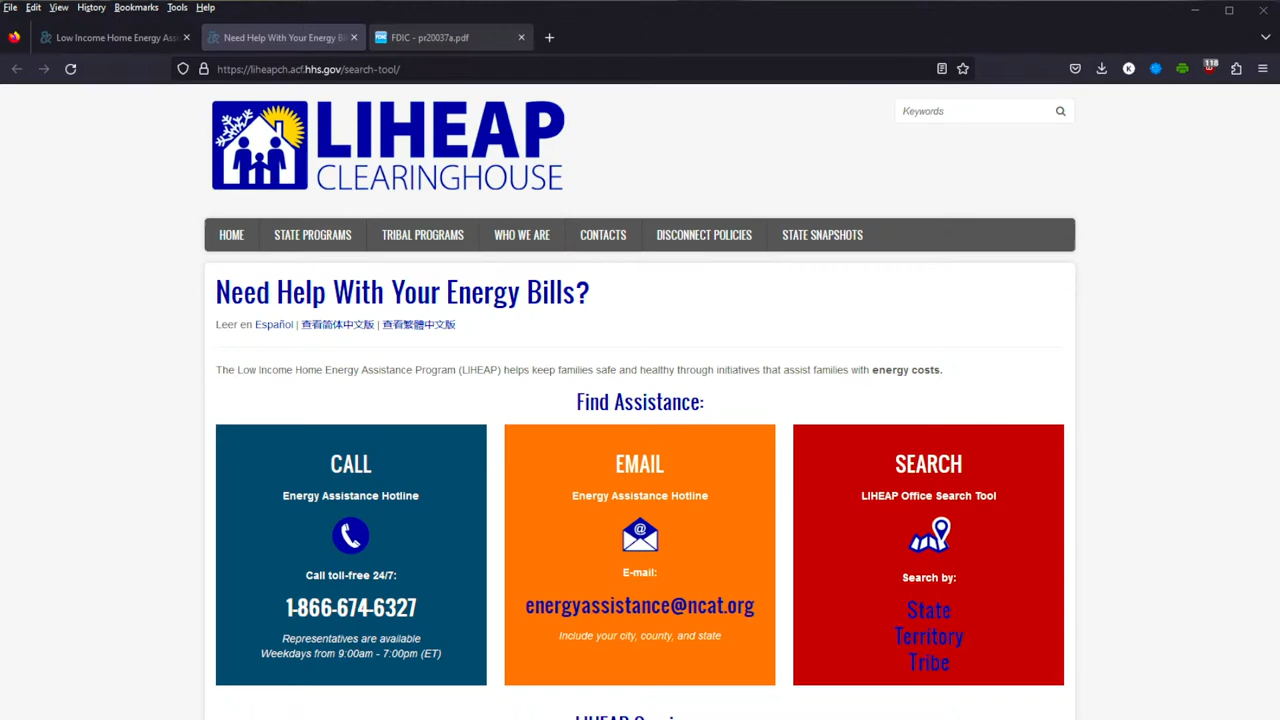 File Edit View History Bookmarks Tools Help
Low Income Home Energy Ass
Need Help With Your Energy Bi
FDIC - pr20037a.pdf
https://liheapch.acf.hhs.gov/search-tool/
118
LIHEAP
CLEARINGHOUSE
Keywords
HOME STATE PROGRAMS TRIBAL PROGRAMS WHO WE ARE CONTACTS DISCONNECT POLICIES STATE SNAPSHOTS
Need Help With Your Energy Bills?
Leer en Español | 查看简体中文版 | 查看繁體中文版
The Low Income Home Energy Assistance Program (LIHEAP) helps keep families safe and healthy through initiatives that assist families with energy costs.
Find Assistance:
CALL
Energy Assistance Hotline
Call toll-free 24/7:
1-866-674-6327
Representatives are available
Weekdays from 9:00am - 7:00pm (ET)
EMAIL
Energy Assistance Hotline
E-mail:
energyassistance@ncat.org
Include your city, county, and state
SEARCH
LIHEAP Office Search Tool
Search by:
State
Territory
Tribe